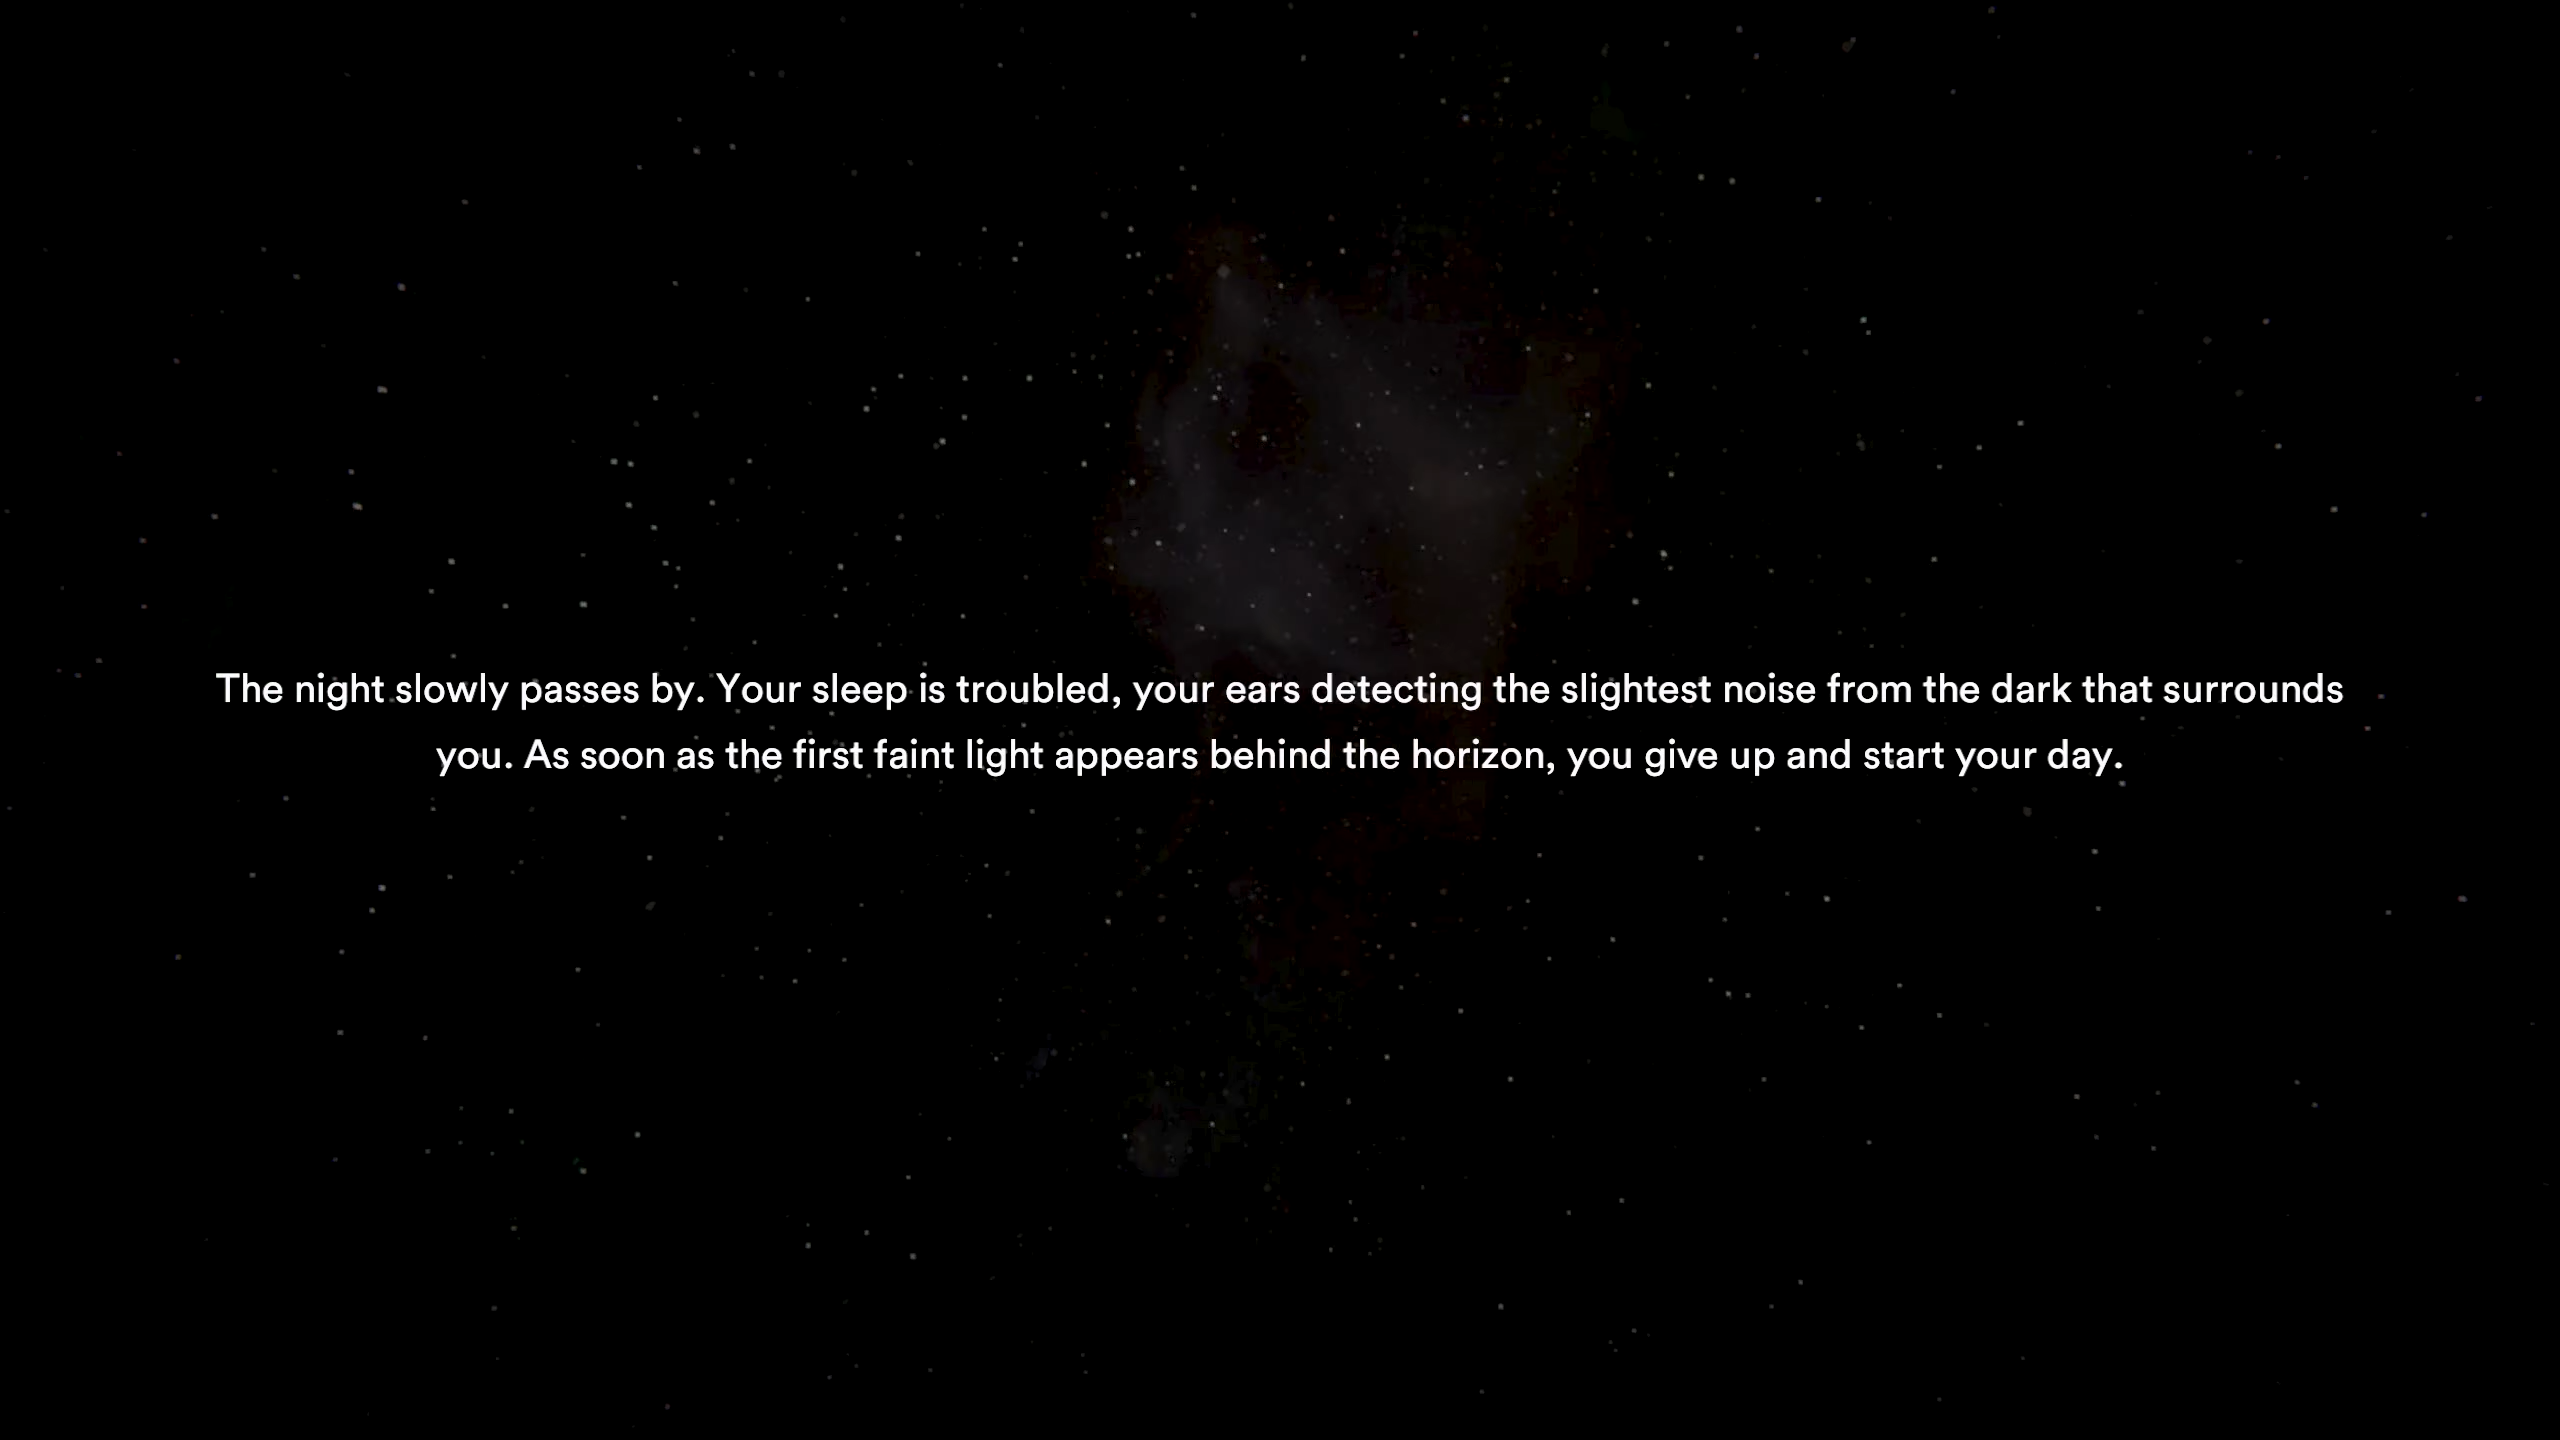 The night slowly passes by. Your sleep is troubled, your ears detecting the slightest noise from the dark that surrounds
you. As soon as the first faint light appears behind the horizon, you give up and start your day.